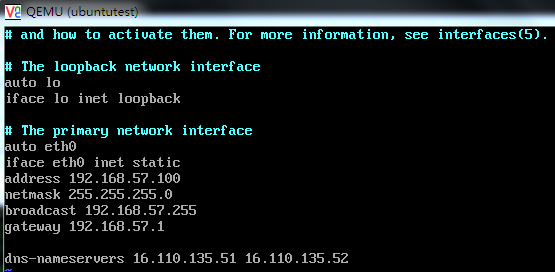 QEMU (ubuntutest)
# and how to activate them. For more information, see interfaces(5).
# The loopback network interface
auto lo
iface lo inet loopback
# The primary network interface
auto eth0
iface eth0 inet static
address 192.168.57.100
netmask 255.255.255.0
broadcast 192.168.57.255
gateway 192.168.57.1
dns-nameservers 16.110.135.51 16.110.135.52
~